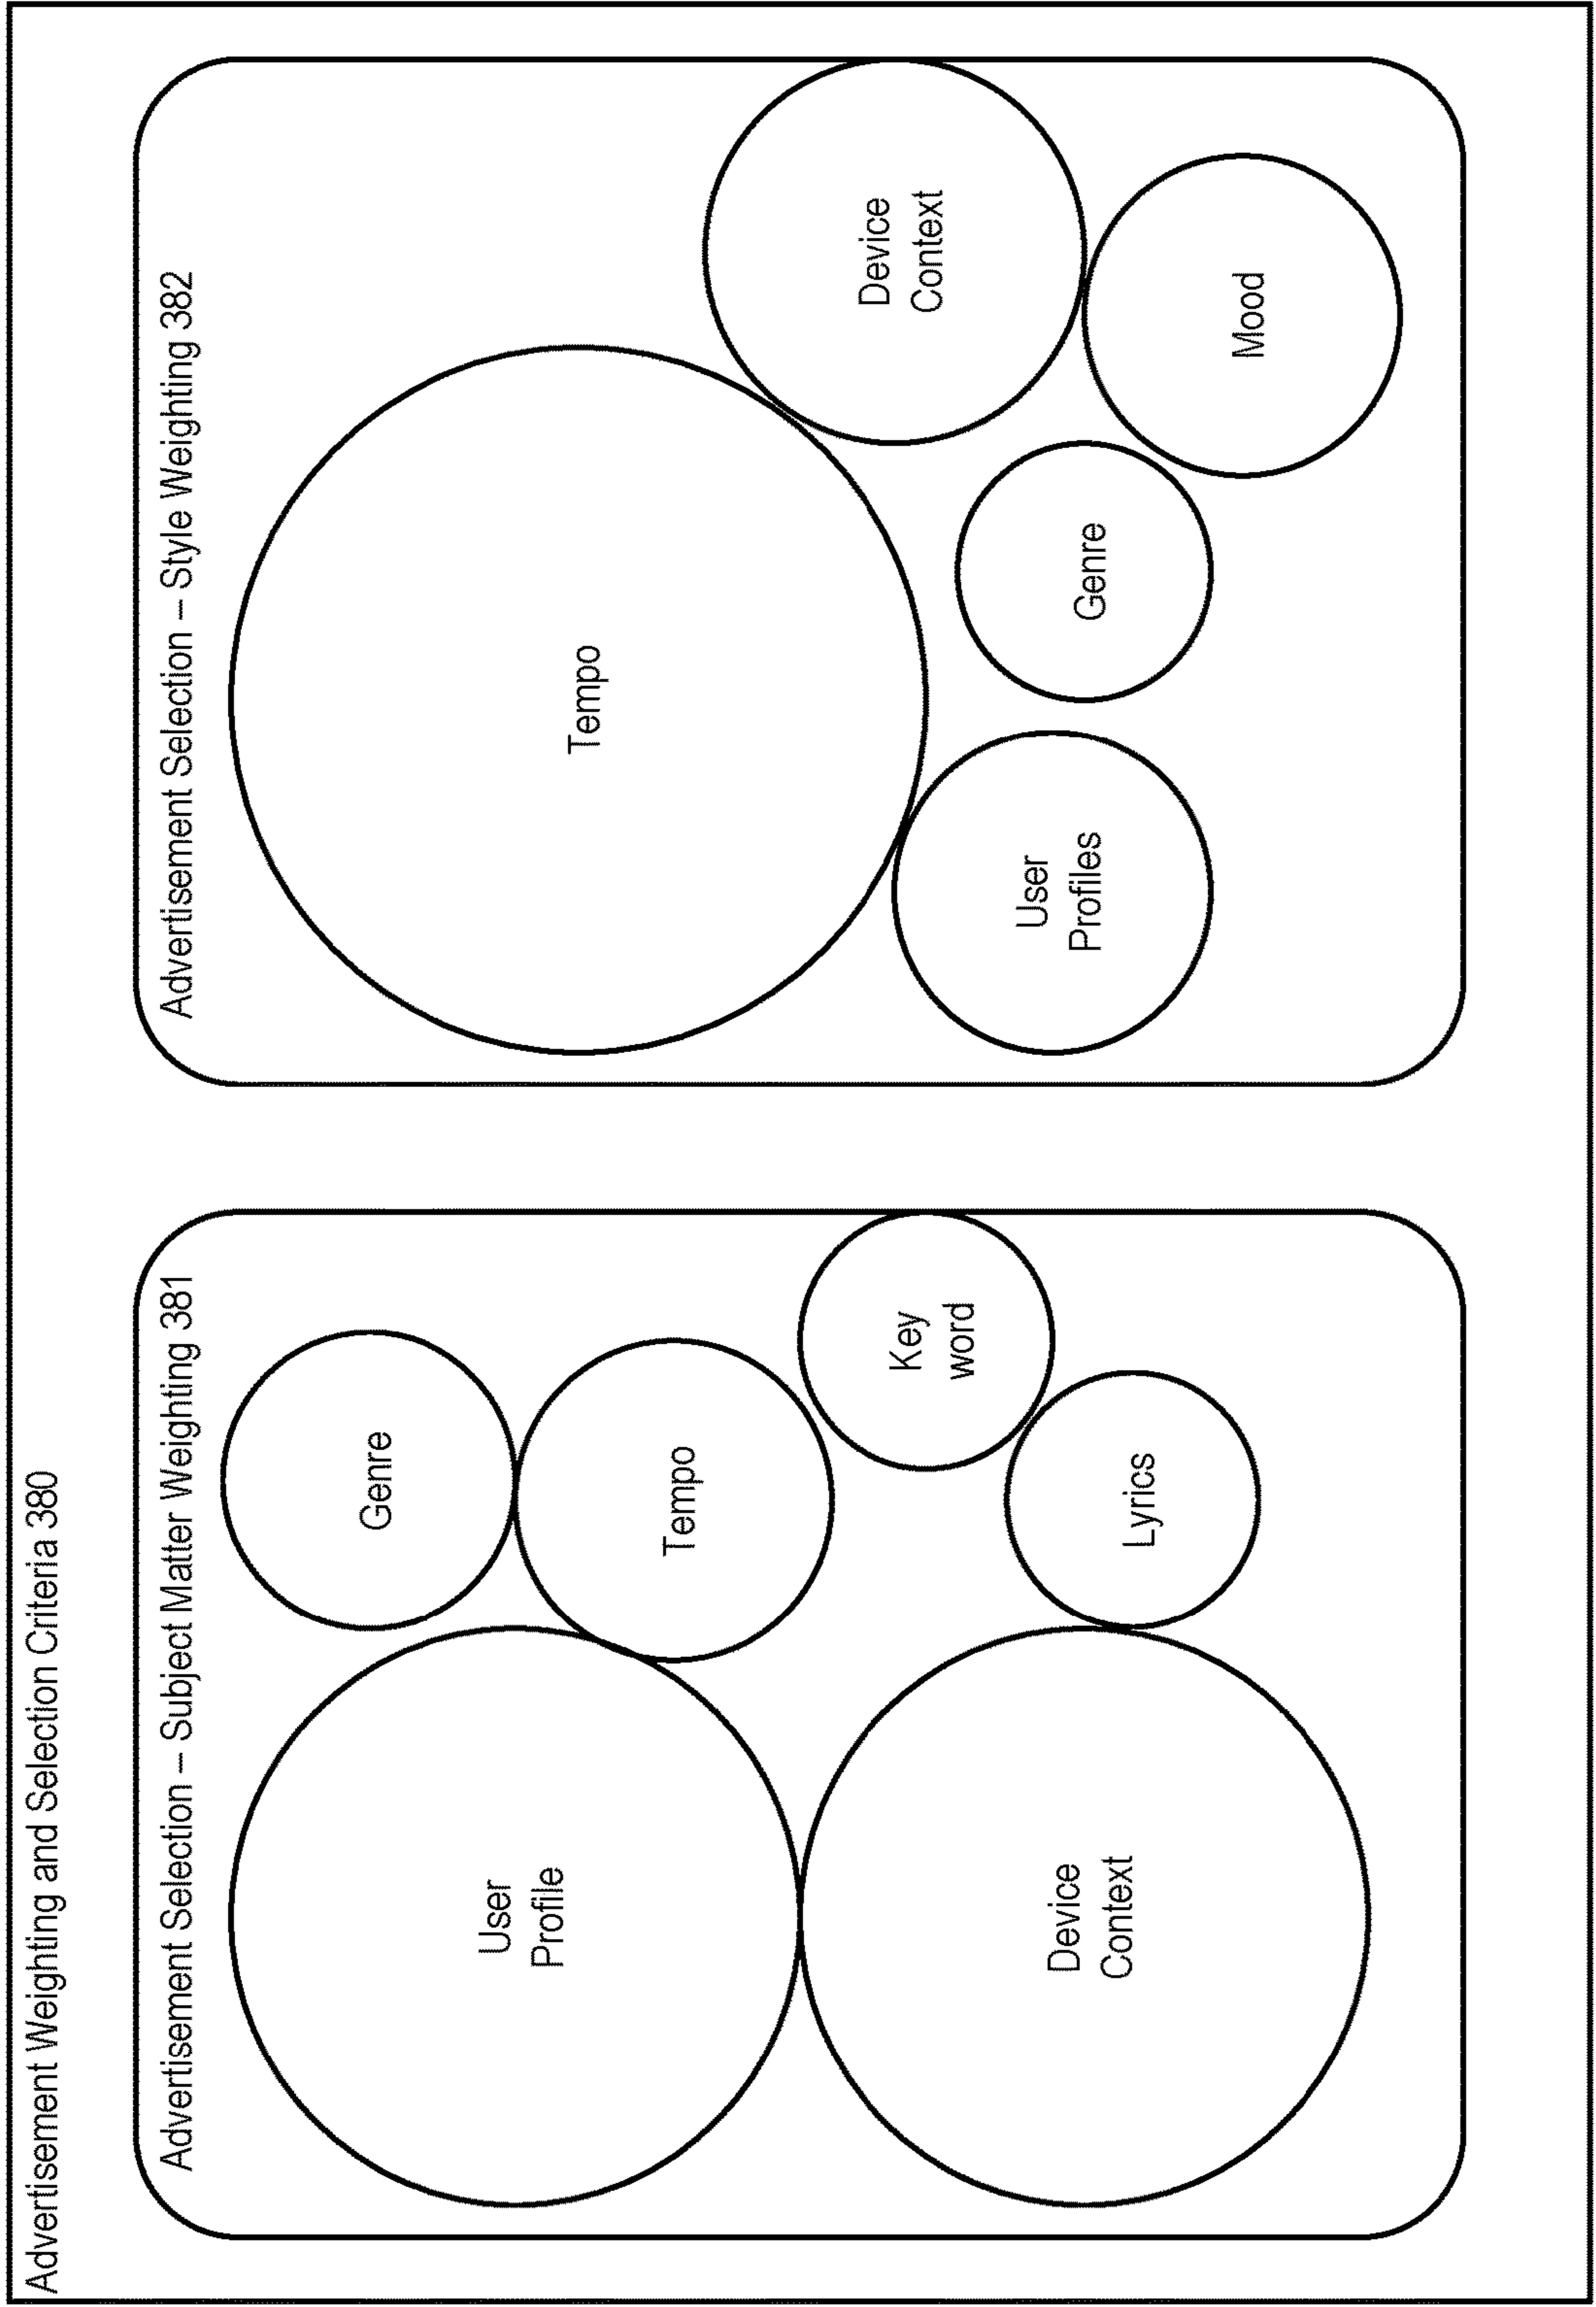 Advertisement Weighting and Selection Criteria 380
Advertisement Selection – Subject Matter Weighting 381
User
Profile
Genre
Tempo
Key
word
Device
Context
Lyrics
Advertisement Selection – Style Weighting 382
Tempo
Device
Context
User
Profiles
Genre
Mood